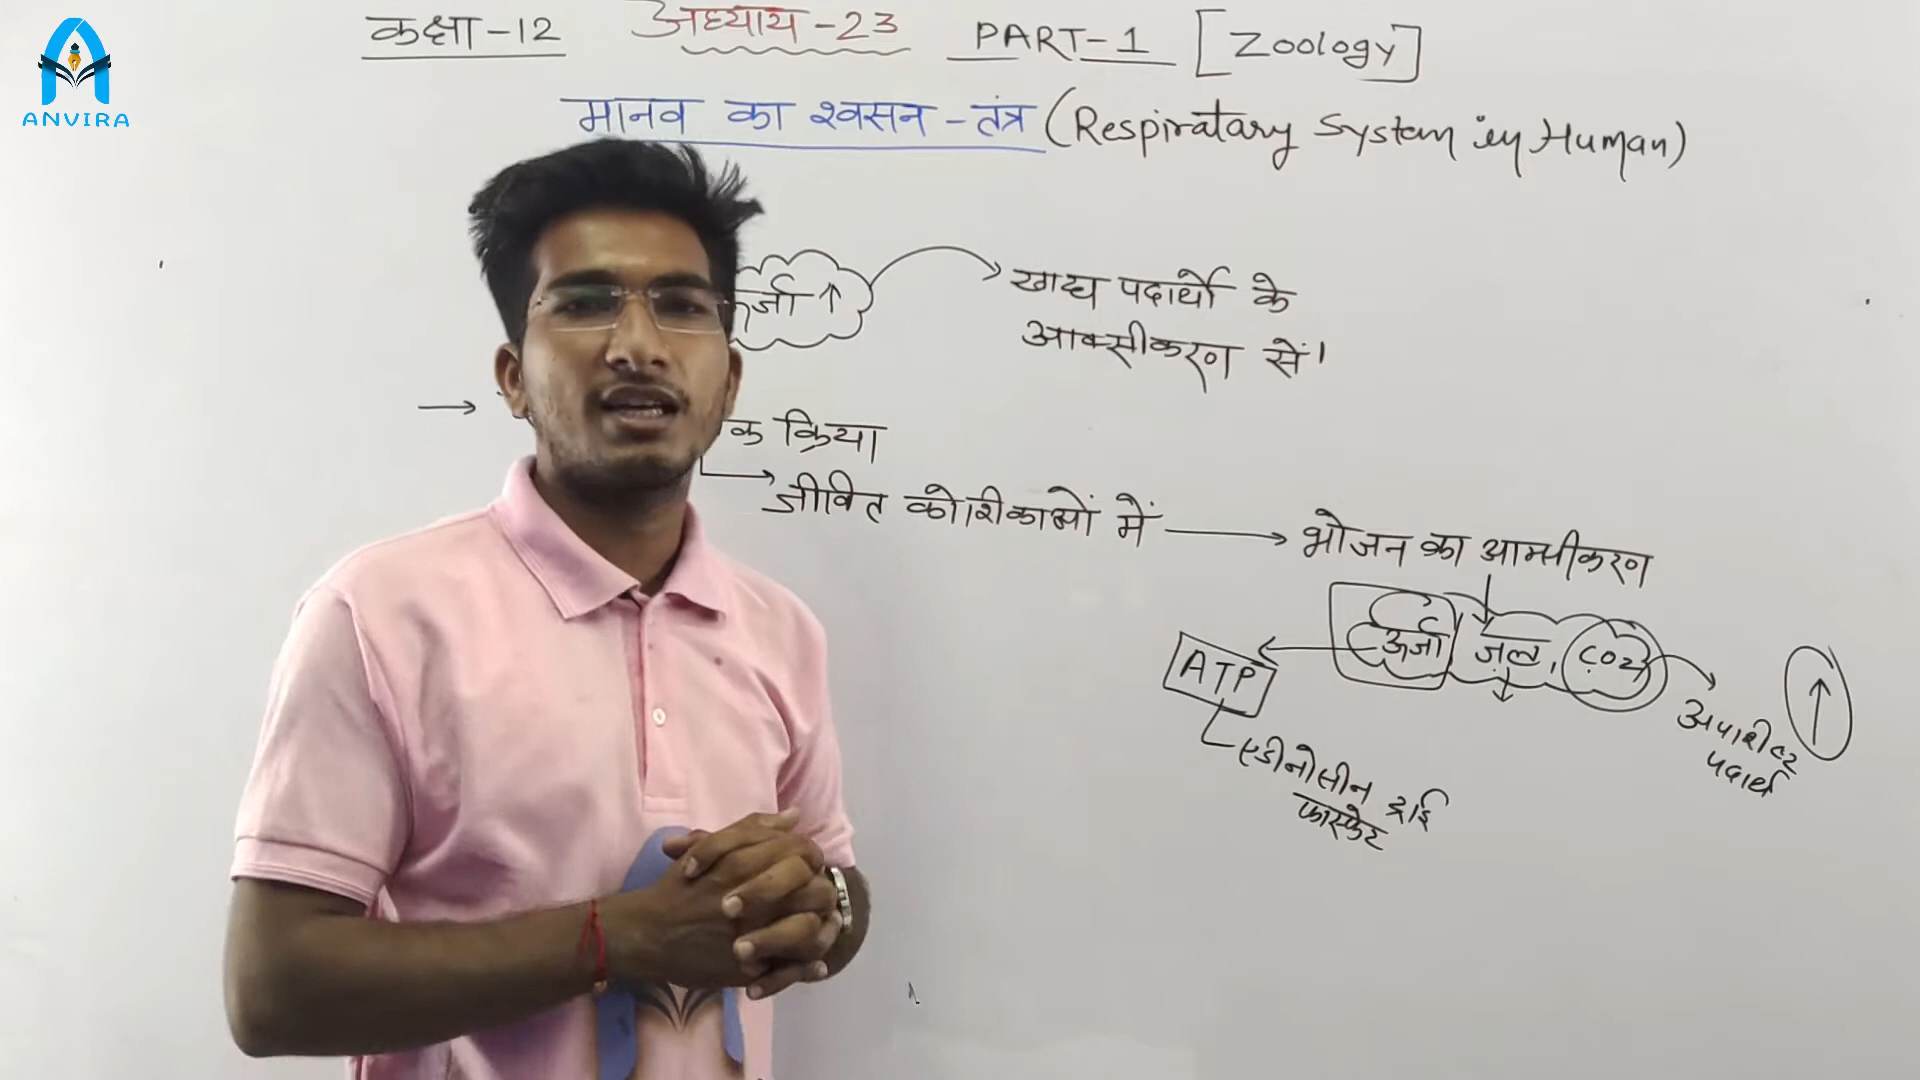 ANVIRA
कक्षा-12 अध्याय-23 PART-1 [Zoology]
मानव का श्वसन-तंत्र (Respiratary System in Human)
र्जा ↑ → खाद्य पदार्थो के
आक्सीकरण सें।
→ क क्रिया
जीवित कोशिकाओं में → भोजन का आक्सीकरण
ATP ← ऊर्जा जल, CO2 → ↑
अपशिष्ट
पदार्थ
एडीनोसीन ट्राई
फास्फेट